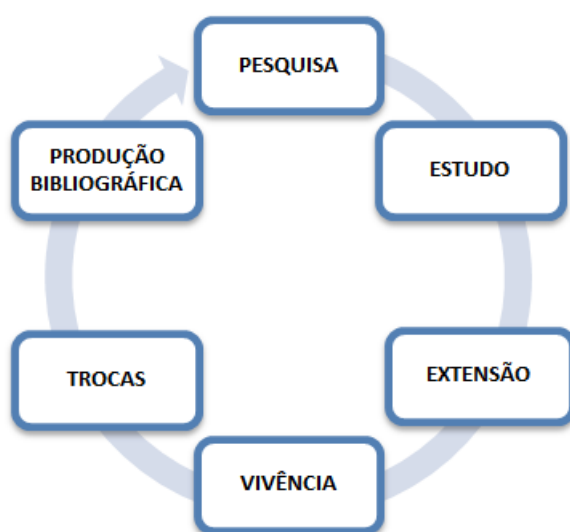 PESQUISA
ESTUDO
EXTENSÃO
VIVÊNCIA
TROCAS
PRODUÇÃO
BIBLIOGRÁFICA